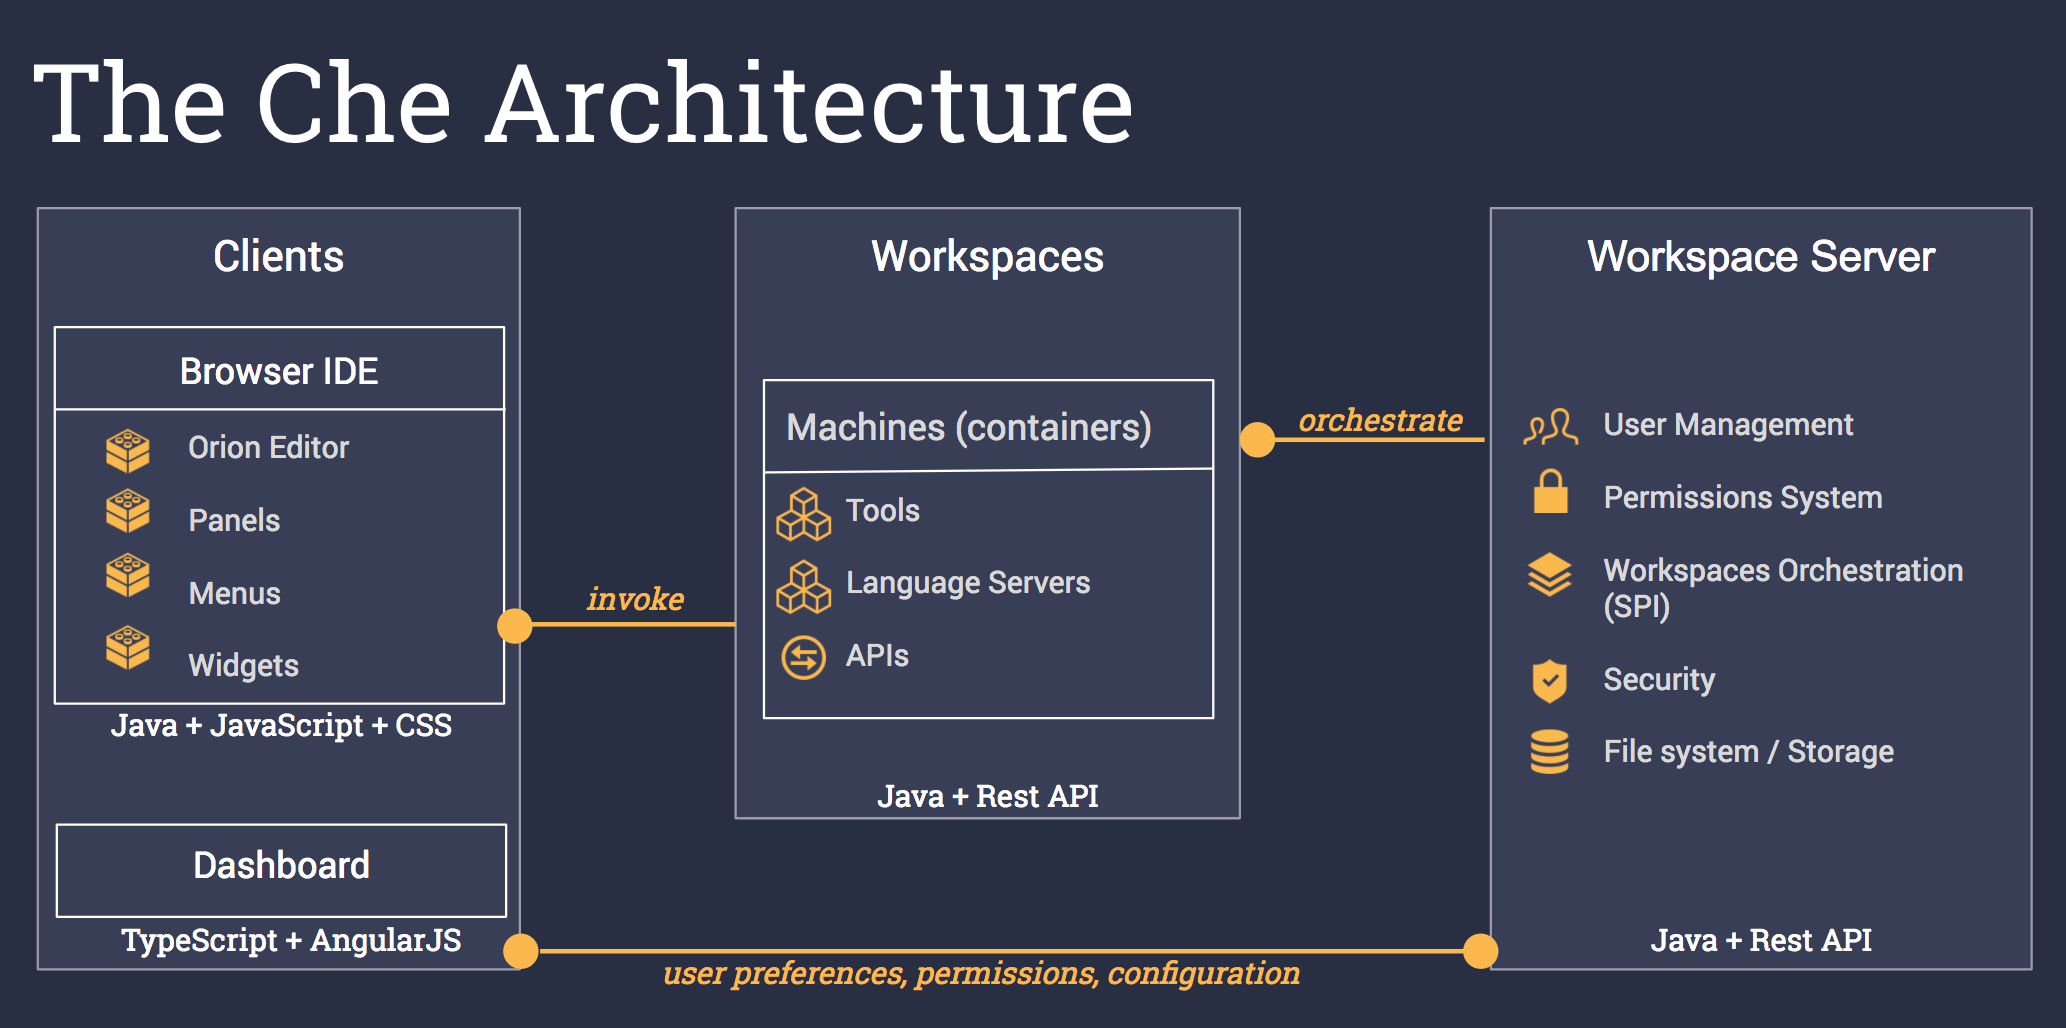 The Che Architecture
Clients
Browser IDE
Orion Editor
Panels
Menus
Widgets
Java + JavaScript + CSS
Dashboard
TypeScript + AngularJS
invoke
Workspaces
Machines (containers)
Tools
Language Servers
APIs
Java + Rest API
orchestrate
Workspace Server
User Management
Permissions System
Workspaces Orchestration
(SPI)
Security
File system / Storage
Java + Rest API
user preferences, permissions, configuration